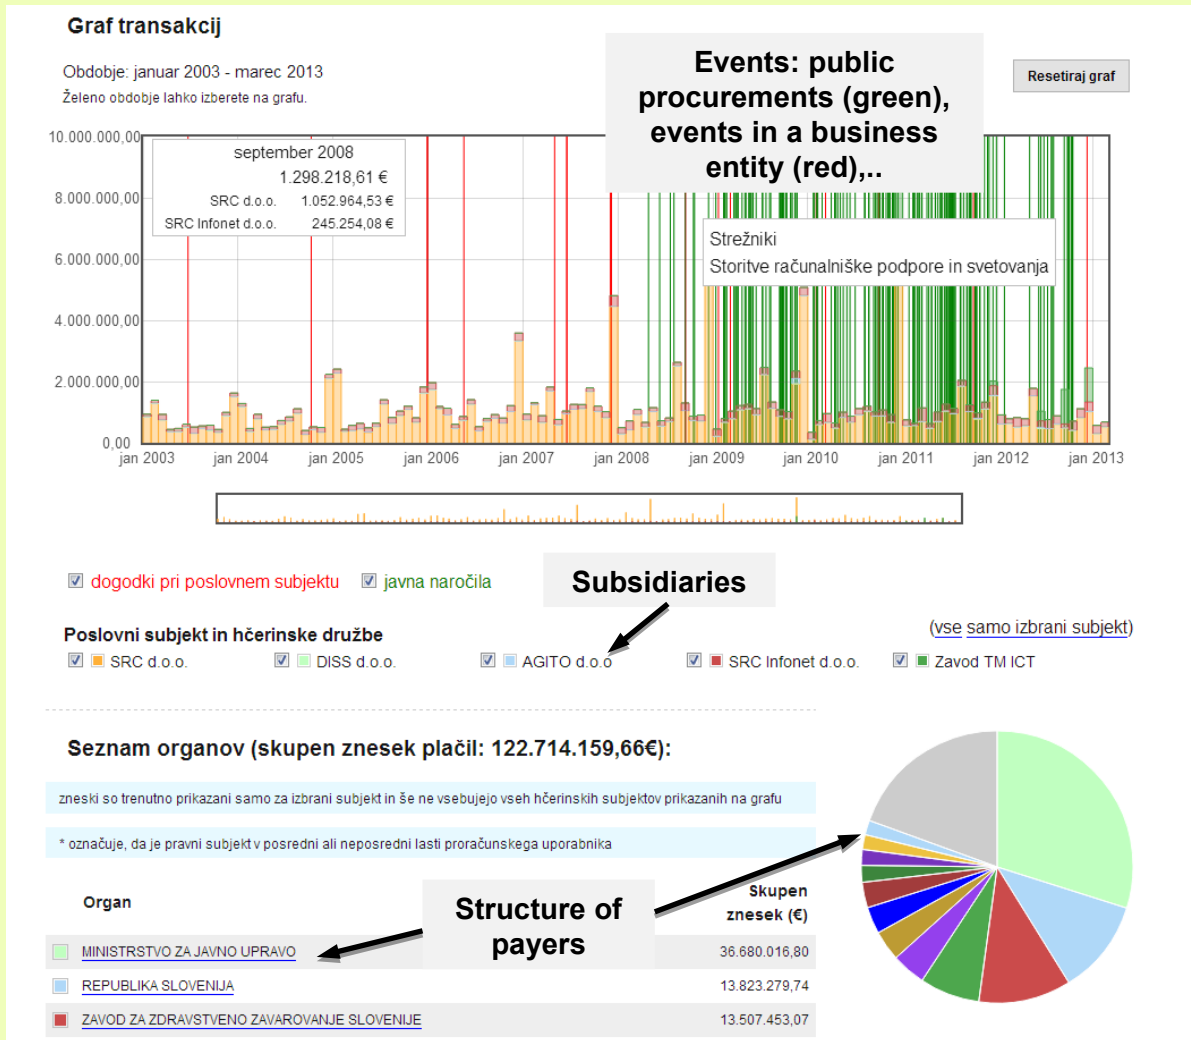 Graf transakcij
Obdobje: januar 2003 - marec 2013
Želeno obdobje lahko izberete na grafu.
Events: public
procurements (green),
events in a business
entity (red),..
Resetiraj graf
10.000.000,00
8.000.000,00
6.000.000,00
4.000.000,00
2.000.000,00
0,00
september 2008
1.298.218,61 €
SRC d.o.o. 1.052.964,53 €
SRC Infonet d.o.o. 245.254,08 €
Strežniki
Storitve računalniške podpore in svetovanja
jan 2003 jan 2004 jan 2005 jan 2006 jan 2007 jan 2008 jan 2009 jan 2010 jan 2011 jan 2012 jan 2013
dogodki pri poslovnem subjektu javna naročila
Subsidiaries
Poslovni subjekt in hčerinske družbe
(vse samo izbrani subjekt)
SRC d.o.o. DISS d.o.o. AGITO d.o.o SRC Infonet d.o.o. Zavod TM ICT
Seznam organov (skupen znesek plačil: 122.714.159,66€):
zneski so trenutno prikazani samo za izbrani subjekt in še ne vsebujejo vseh hčerinskih subjektov prikazanih na grafu
* označuje, da je pravni subjekt v posredni ali neposredni lasti proračunskega uporabnika
Organ
Skupen
znesek (€)
Structure of
payers
MINISTRSTVO ZA JAVNO UPRAVO 36.680.016,80
REPUBLIKA SLOVENIJA 13.823.279,74
ZAVOD ZA ZDRAVSTVENO ZAVAROVANJE SLOVENIJE 13.507.453,07